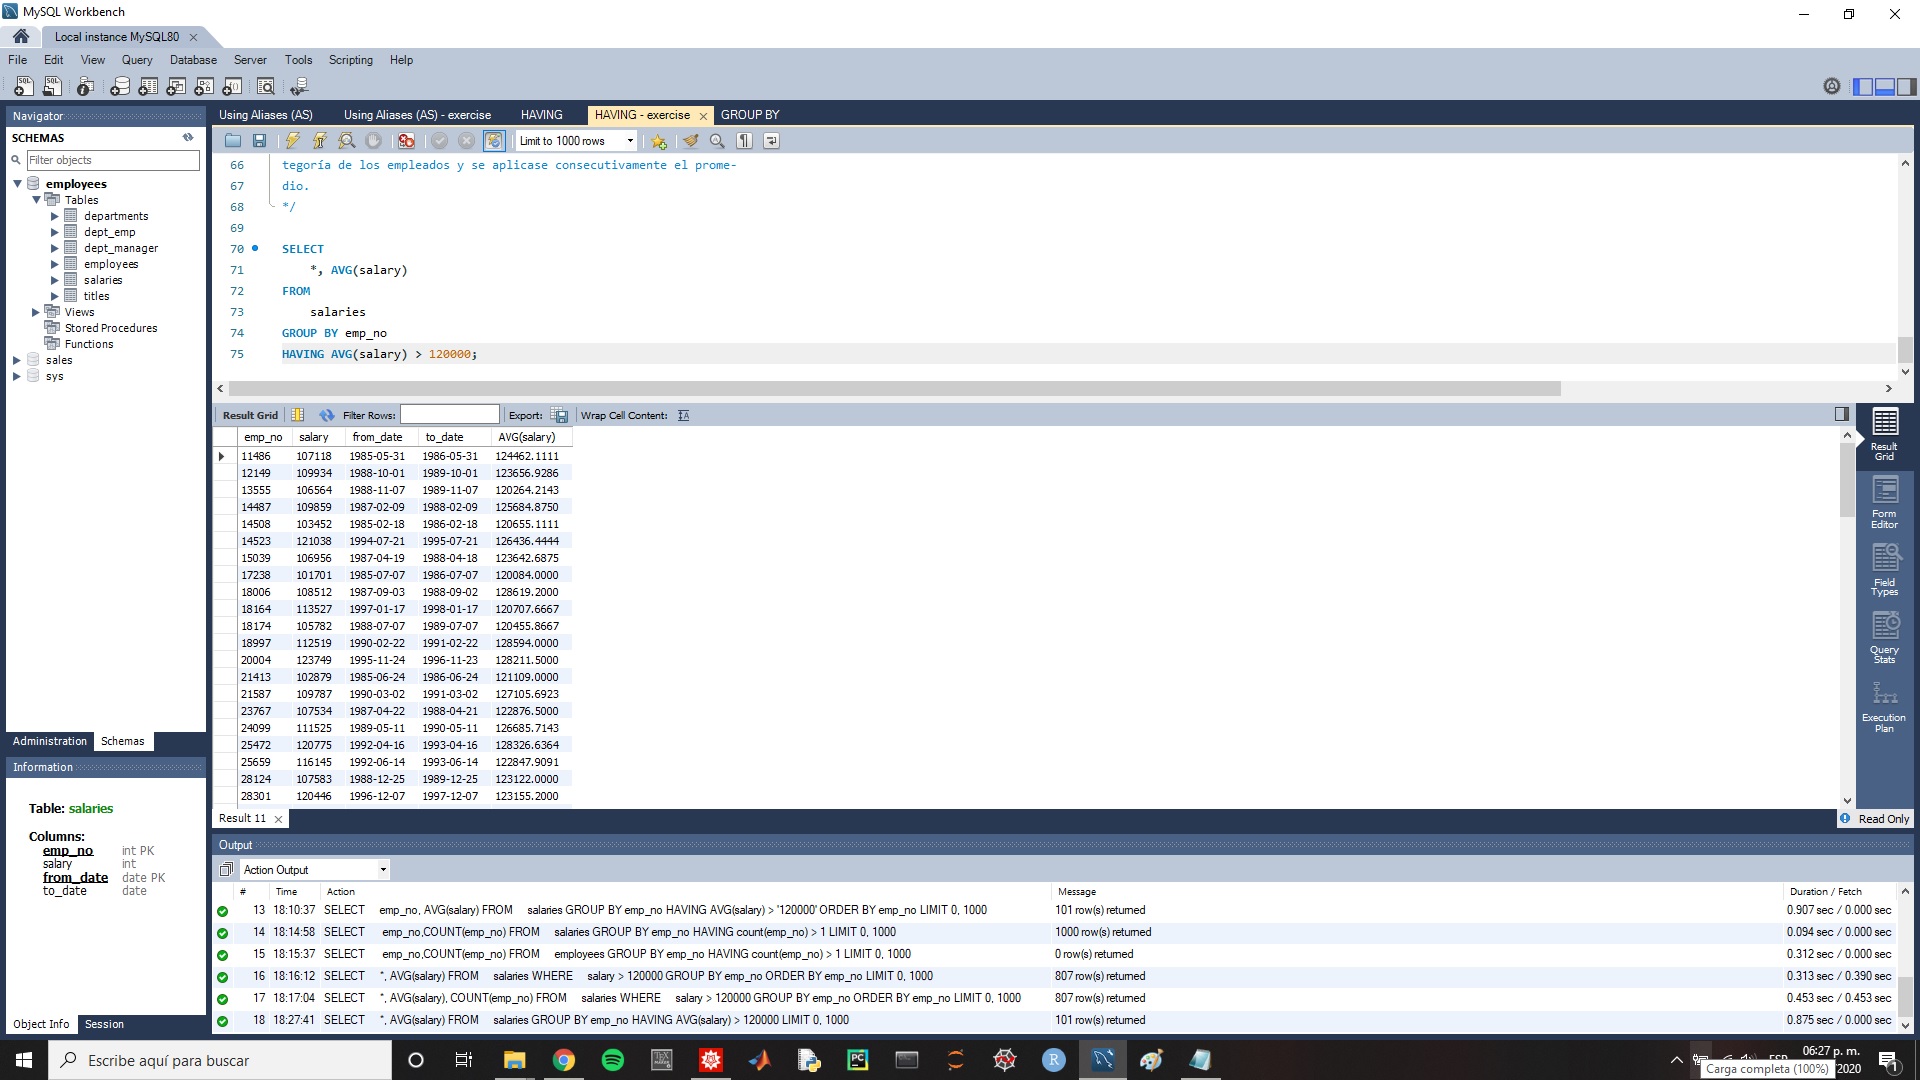 MySQL Workbench
Local instance MySQL80
File Edit View Query Database Server Tools Scripting Help
Navigator
SCHEMAS
Filter objects
employees
Tables
departments
dept_emp
dept_manager
employees
salaries
titles
Views
Stored Procedures
Functions
sales
sys
Administration Schemas
Information
Table: salaries
Columns:
emp_no int PK
salary int
from_date date PK
to_date date
Object Info Session
Using Aliases (AS) Using Aliases (AS) - exercise HAVING HAVING - exercise GROUP BY
Limit to 1000 rows
66 tegoría de los empleados y se aplicase consecutivamente el prome-
67 dio.
68 */
69
70 SELECT
71 *, AVG(salary)
72 FROM
73 salaries
74 GROUP BY emp_no
75 HAVING AVG(salary) > 120000;
Result Grid Filter Rows: Export: Wrap Cell Content:
emp_no salary from_date to_date AVG(salary)
11486 107118 1985-05-31 1986-05-31 124462.1111
12149 109934 1988-10-01 1989-10-01 123656.9286
13555 106564 1988-11-07 1989-11-07 120264.2143
14487 109859 1987-02-09 1988-02-09 125684.8750
14508 103452 1985-02-18 1986-02-18 120655.1111
14523 121038 1994-07-21 1995-07-21 126436.4444
15039 106956 1987-04-19 1988-04-18 123642.6875
17238 101701 1985-07-07 1986-07-07 120084.0000
18006 108512 1987-09-03 1988-09-02 128619.2000
18164 113527 1997-01-17 1998-01-17 120707.6667
18174 105782 1988-07-07 1989-07-07 120455.8667
18997 112519 1990-02-22 1991-02-22 128594.0000
20004 123749 1995-11-24 1996-11-23 128211.5000
21413 102879 1985-06-24 1986-06-24 121109.0000
21587 109787 1990-03-02 1991-03-02 127105.6923
23767 107534 1987-04-22 1988-04-21 122876.5000
24099 111525 1989-05-11 1990-05-11 126685.7143
25472 120775 1992-04-16 1993-04-16 128326.6364
25659 116145 1992-06-14 1993-06-14 122847.9091
28124 107583 1988-12-25 1989-12-25 123122.0000
28301 120446 1996-12-07 1997-12-07 123155.2000
Result Grid
Form Editor
Field Types
Query Stats
Execution Plan
Result 11
Read Only
Output
Action Output
# Time Action Message Duration / Fetch
13 18:10:37 SELECT emp_no, AVG(salary) FROM salaries GROUP BY emp_no HAVING AVG(salary) > '120000' ORDER BY emp_no LIMIT 0, 1000 101 row(s) returned 0.907 sec / 0.000 sec
14 18:14:58 SELECT emp_no,COUNT(emp_no) FROM salaries GROUP BY emp_no HAVING count(emp_no) > 1 LIMIT 0, 1000 1000 row(s) returned 0.094 sec / 0.000 sec
15 18:15:37 SELECT emp_no,COUNT(emp_no) FROM employees GROUP BY emp_no HAVING count(emp_no) > 1 LIMIT 0, 1000 0 row(s) returned 0.312 sec / 0.000 sec
16 18:16:12 SELECT *, AVG(salary) FROM salaries WHERE salary > 120000 GROUP BY emp_no ORDER BY emp_no LIMIT 0, 1000 807 row(s) returned 0.313 sec / 0.390 sec
17 18:17:04 SELECT *, AVG(salary), COUNT(emp_no) FROM salaries WHERE salary > 120000 GROUP BY emp_no ORDER BY emp_no LIMIT 0, 1000 807 row(s) returned 0.453 sec / 0.453 sec
18 18:27:41 SELECT *, AVG(salary) FROM salaries GROUP BY emp_no HAVING AVG(salary) > 120000 LIMIT 0, 1000 101 row(s) returned 0.875 sec / 0.000 sec
Escribe aquí para buscar
06:27 p. m.
Carga completa (100%)
2020
1